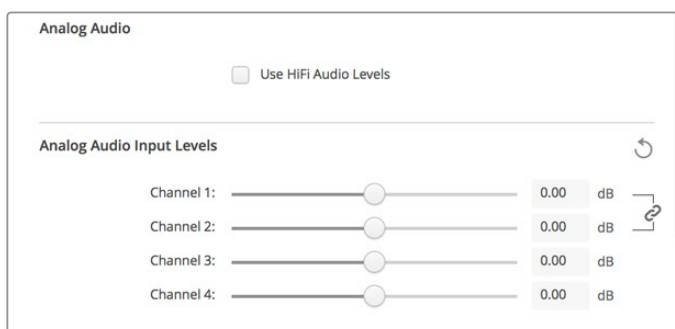 Analog Audio
Use HiFi Audio Levels
Analog Audio Input Levels
Channel 1: 0.00 dB
Channel 2: 0.00 dB
Channel 3: 0.00 dB
Channel 4: 0.00 dB